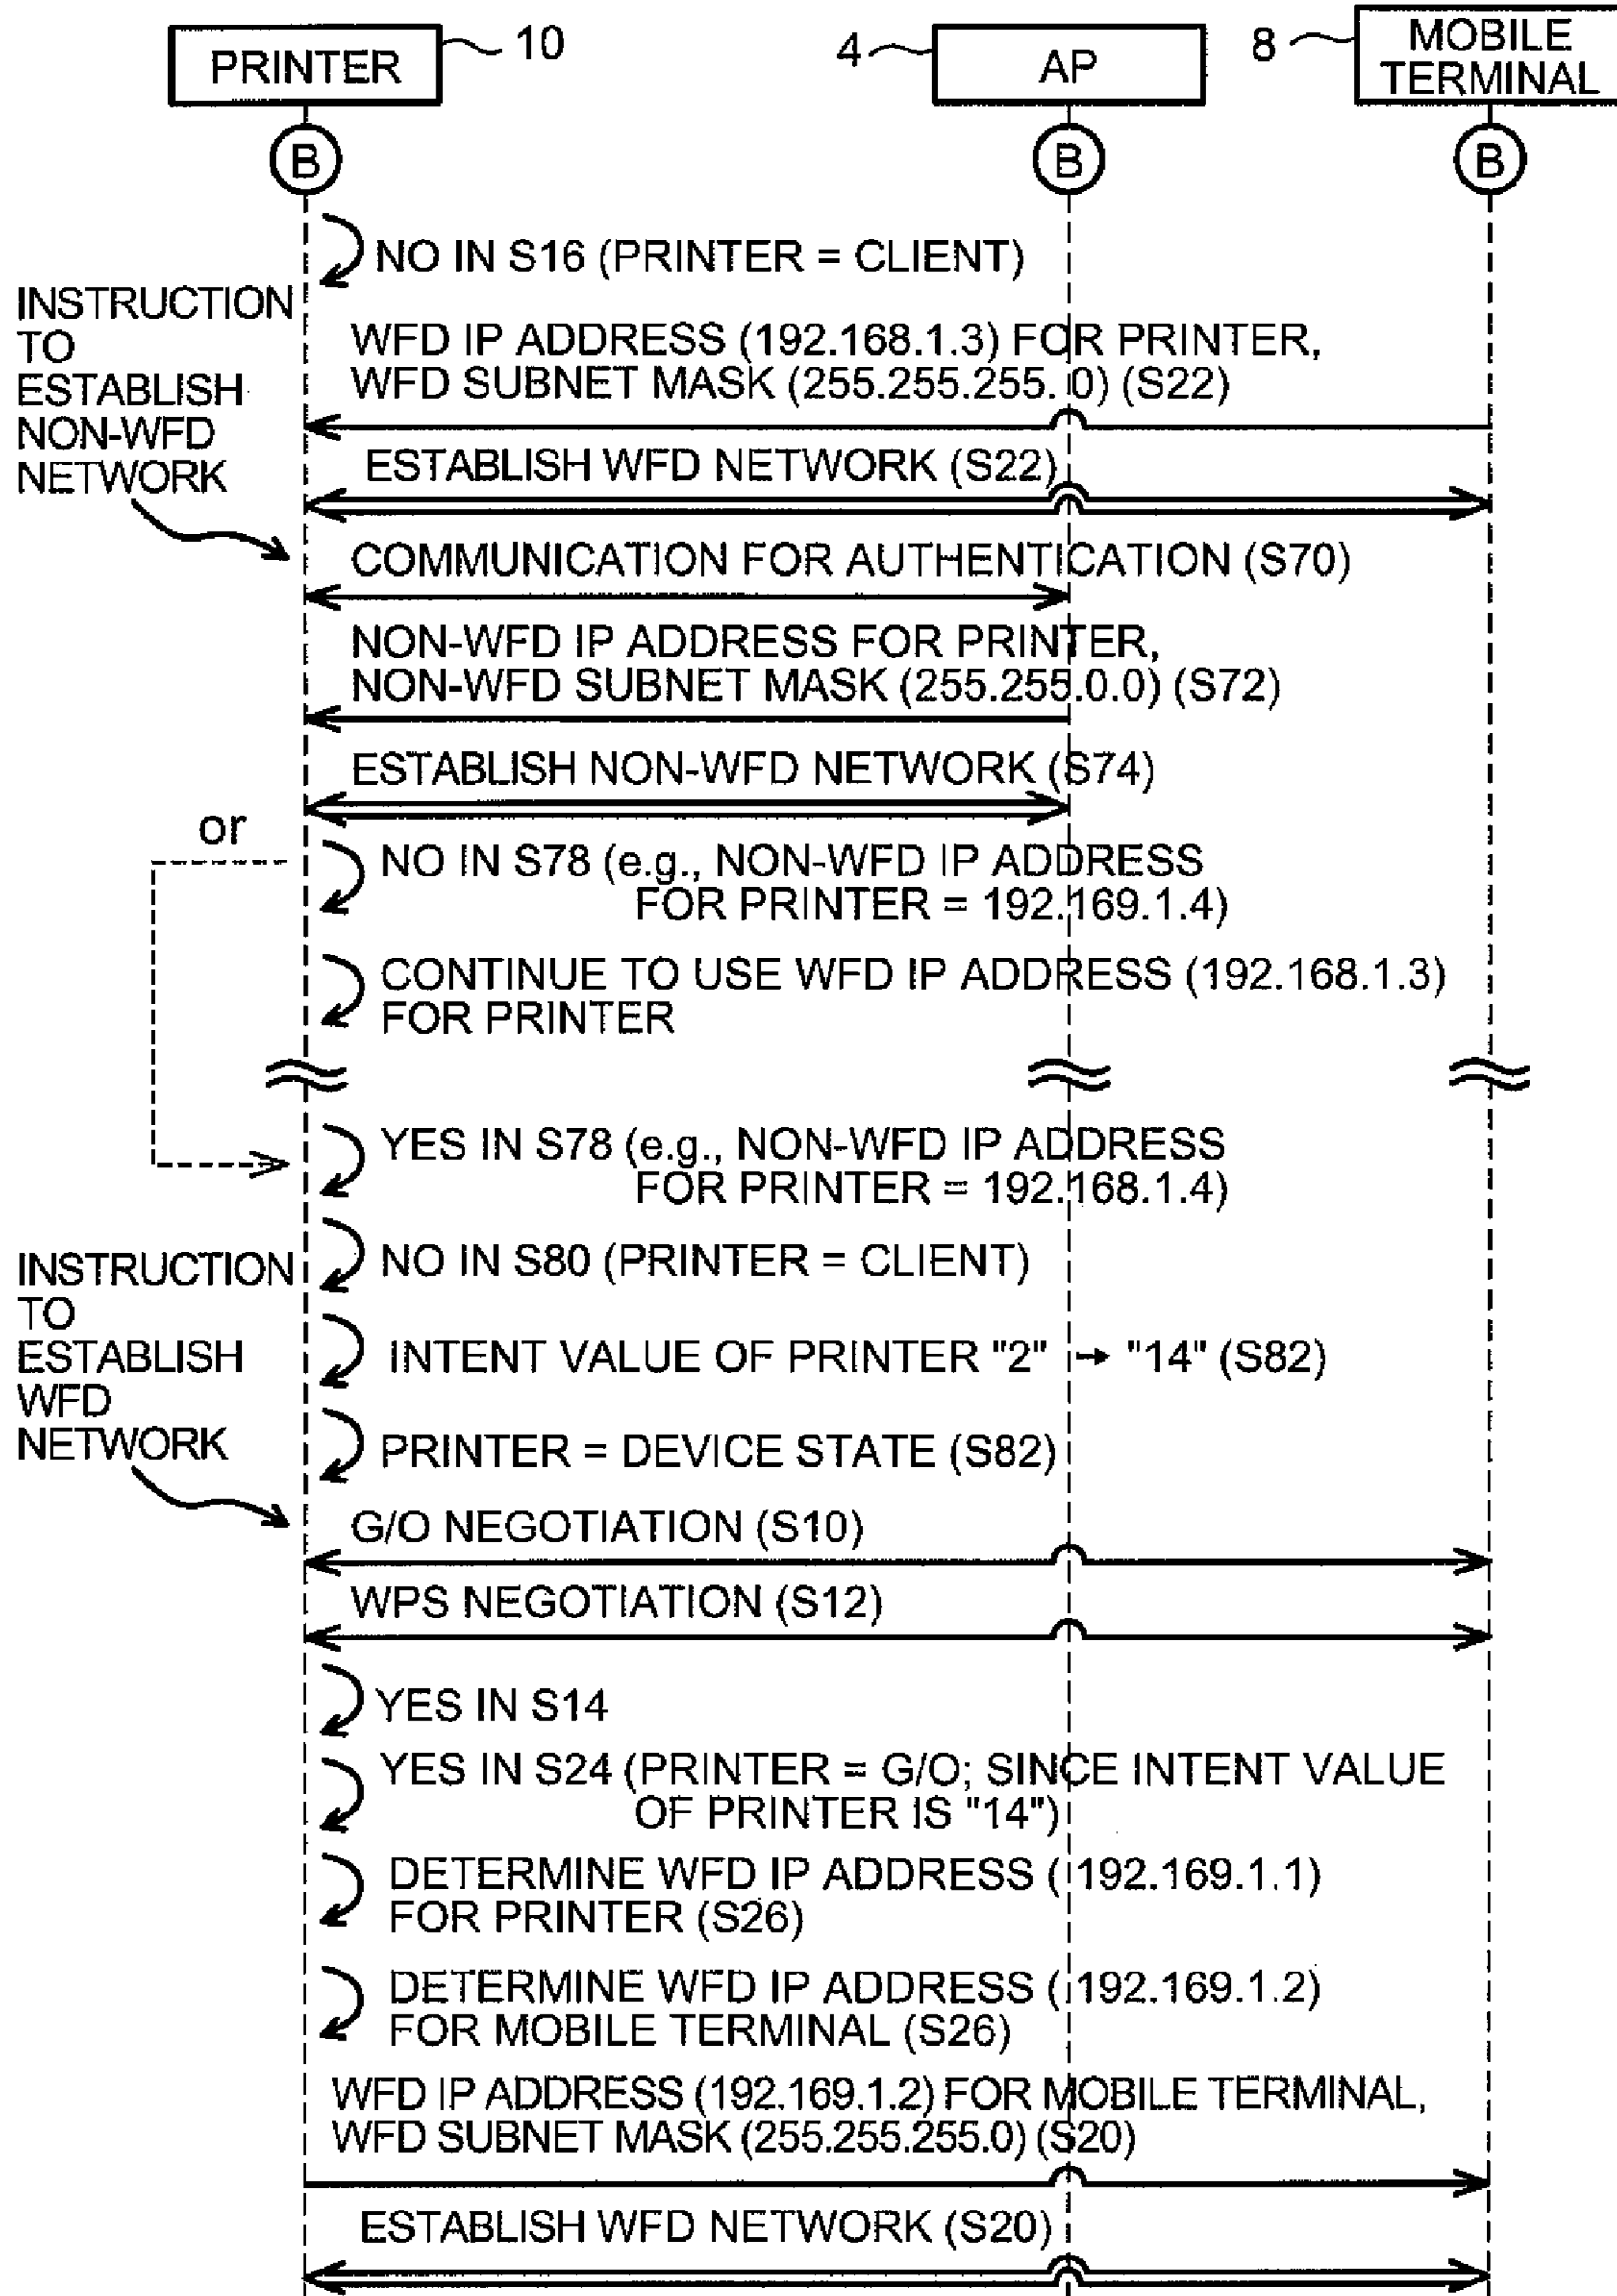 PRINTER
10
4
AP
8
MOBILE
TERMINAL
B
B
B
NO IN S16 (PRINTER = CLIENT)
INSTRUCTION
TO
ESTABLISH
NON-WFD
NETWORK
WFD IP ADDRESS (192.168.1.3) FOR PRINTER,
WFD SUBNET MASK (255.255.255. 0) (S22)
ESTABLISH WFD NETWORK (S22)
COMMUNICATION FOR AUTHENTICATION (S70)
NON-WFD IP ADDRESS FOR PRINTER,
NON-WFD SUBNET MASK (255.255.0.0) (S72)
ESTABLISH NON-WFD NETWORK (S74)
or
NO IN S78 (e.g., NON-WFD IP ADDRESS
FOR PRINTER = 192.169.1.4)
CONTINUE TO USE WFD IP ADDRESS (192.168.1.3)
FOR PRINTER
YES IN S78 (e.g., NON-WFD IP ADDRESS
FOR PRINTER = 192.168.1.4)
NO IN S80 (PRINTER = CLIENT)
INSTRUCTION
TO
ESTABLISH
WFD
NETWORK
INTENT VALUE OF PRINTER "2" → "14" (S82)
PRINTER = DEVICE STATE (S82)
G/O NEGOTIATION (S10)
WPS NEGOTIATION (S12)
YES IN S14
YES IN S24 (PRINTER = G/O; SINCE INTENT VALUE
OF PRINTER IS "14")
DETERMINE WFD IP ADDRESS ( 192.169.1.1)
FOR PRINTER (S26)
DETERMINE WFD IP ADDRESS ( 192.169.1.2)
FOR MOBILE TERMINAL (S26)
WFD IP ADDRESS (192.169.1.2) FOR MOBILE TERMINAL,
WFD SUBNET MASK (255.255.255.0) (S20)
ESTABLISH WFD NETWORK (S20)